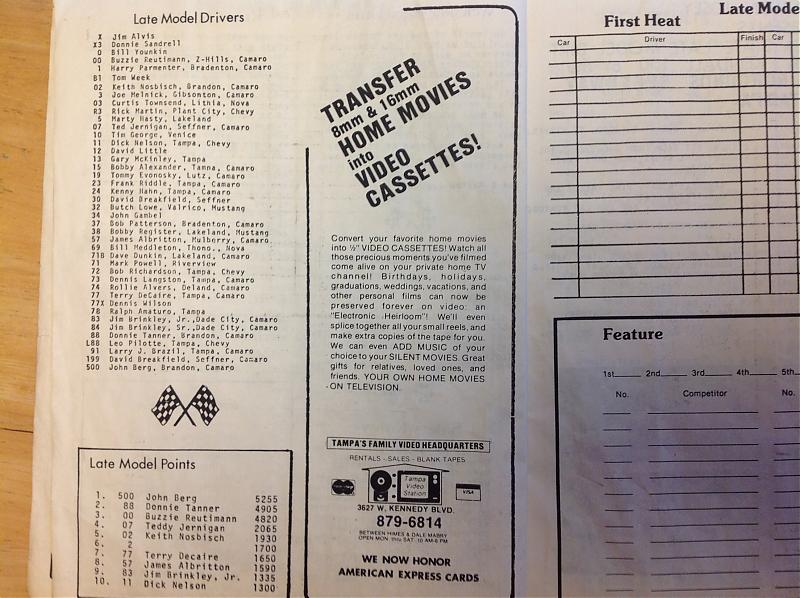 Late Model Drivers
X Jim Alvis
X3 Donnie Sandrell
0 Bill Younkin
00 Buzzie Reutimann, Z-Hills, Camaro
1 Harry Parmenter, Bradenton, Camaro
B1 Tom Week
02 Keith Nosbisch, Brandon, Camaro
3 Joe Melnick, Gibsonton, Camaro
03 Curtis Townsend, Lithia, Nova
R3 Rick Martin, Plant City, Chevy
5 Marty Hasty, Lakeland
07 Ted Jernigan, Seffner, Camaro
10 Tim George, Venice
11 Dick Nelson, Tampa, Chevy
12 David Little
13 Gary McKinley, Tampa
15 Bobby Alexander, Tampa, Camaro
19 Tommy Evonosky, Lutz, Camaro
23 Frank Riddle, Tampa, Camaro
24 Kenny Hahn, Tampa, Camaro
30 David Breakfield, Seffner
32 Butch Lowe, Valrico, Mustang
34 John Gambel
37 Bob Patterson, Bradenton, Camaro
38 Bobby Register, Lakeland, Mustang
57 James Albritton, Mulberry, Camaro
69 Bill Meddleton, Thono., Nova
71B Dave Dunkin, Lakeland, Camaro
71 Mark Powell, Riverview
72 Bob Richardson, Tampa, Chevy
73 Dennis Langston, Tampa, Camaro
74 Rollie Alvers, Deland, Camaro
77 Terry DeCaire, Tampa, Camaro
77X Dennis Wilson
78 Ralph Amaturo, Tampa
83 Jim Brinkley, Jr.,Dade City, Camaro
84 Jim Brinkley, Sr.,Dade City, Camaro
88 Donnie Tanner, Brandon, Camaro
L88 Leo Pilotte, Tampa, Chevy
91 Larry J. Brazil, Tampa, Camaro
199 David Breakfield, Seffner, Camaro
500 John Berg, Brandon, Camaro
Late Model Points
1. 500 John Berg 5255
2. 88 Donnie Tanner 4905
3. 00 Buzzie Reutimann 4820
4. 07 Teddy Jernigan 2065
5. 02 Keith Nosbisch 1930
6. 2 1700
7. 77 Terry Decaire 1650
8. 57 James Albritton 1590
9. 83 Jim Brinkley, Jr. 1335
10. 11 Dick Nelson 1300
TRANSFER
8mm & 16mm
HOME MOVIES
into
VIDEO
CASSETTES!
Convert your favorite home movies
into ½" VIDEO CASSETTES! Watch all
those precious moments you've filmed
come alive on your private home TV
channel! Birthdays, holidays,
graduations, weddings, vacations, and
other personal films can now be
preserved forever on video: an
"Electronic Heirloom"! We'll even
splice together all your small reels, and
make extra copies of the tape for you.
We can even ADD MUSIC of your
choice to your SILENT MOVIES. Great
gifts for relatives, loved ones, and
friends. YOUR OWN HOME MOVIES
ON TELEVISION.
TAMPA'S FAMILY VIDEO HEADQUARTERS
RENTALS - SALES - BLANK TAPES
Tampa
Video
Station
VISA
3627 W. KENNEDY BLVD.
879-6814
BETWEEN HIMES & DALE MABRY
OPEN MON. thru SAT. 10 AM-6 PM
WE NOW HONOR
AMERICAN EXPRESS CARDS
First Heat
Late Mode
Car Driver Finish Car
Feature
1st 2nd 3rd 4th 5th
No. Competitor No.